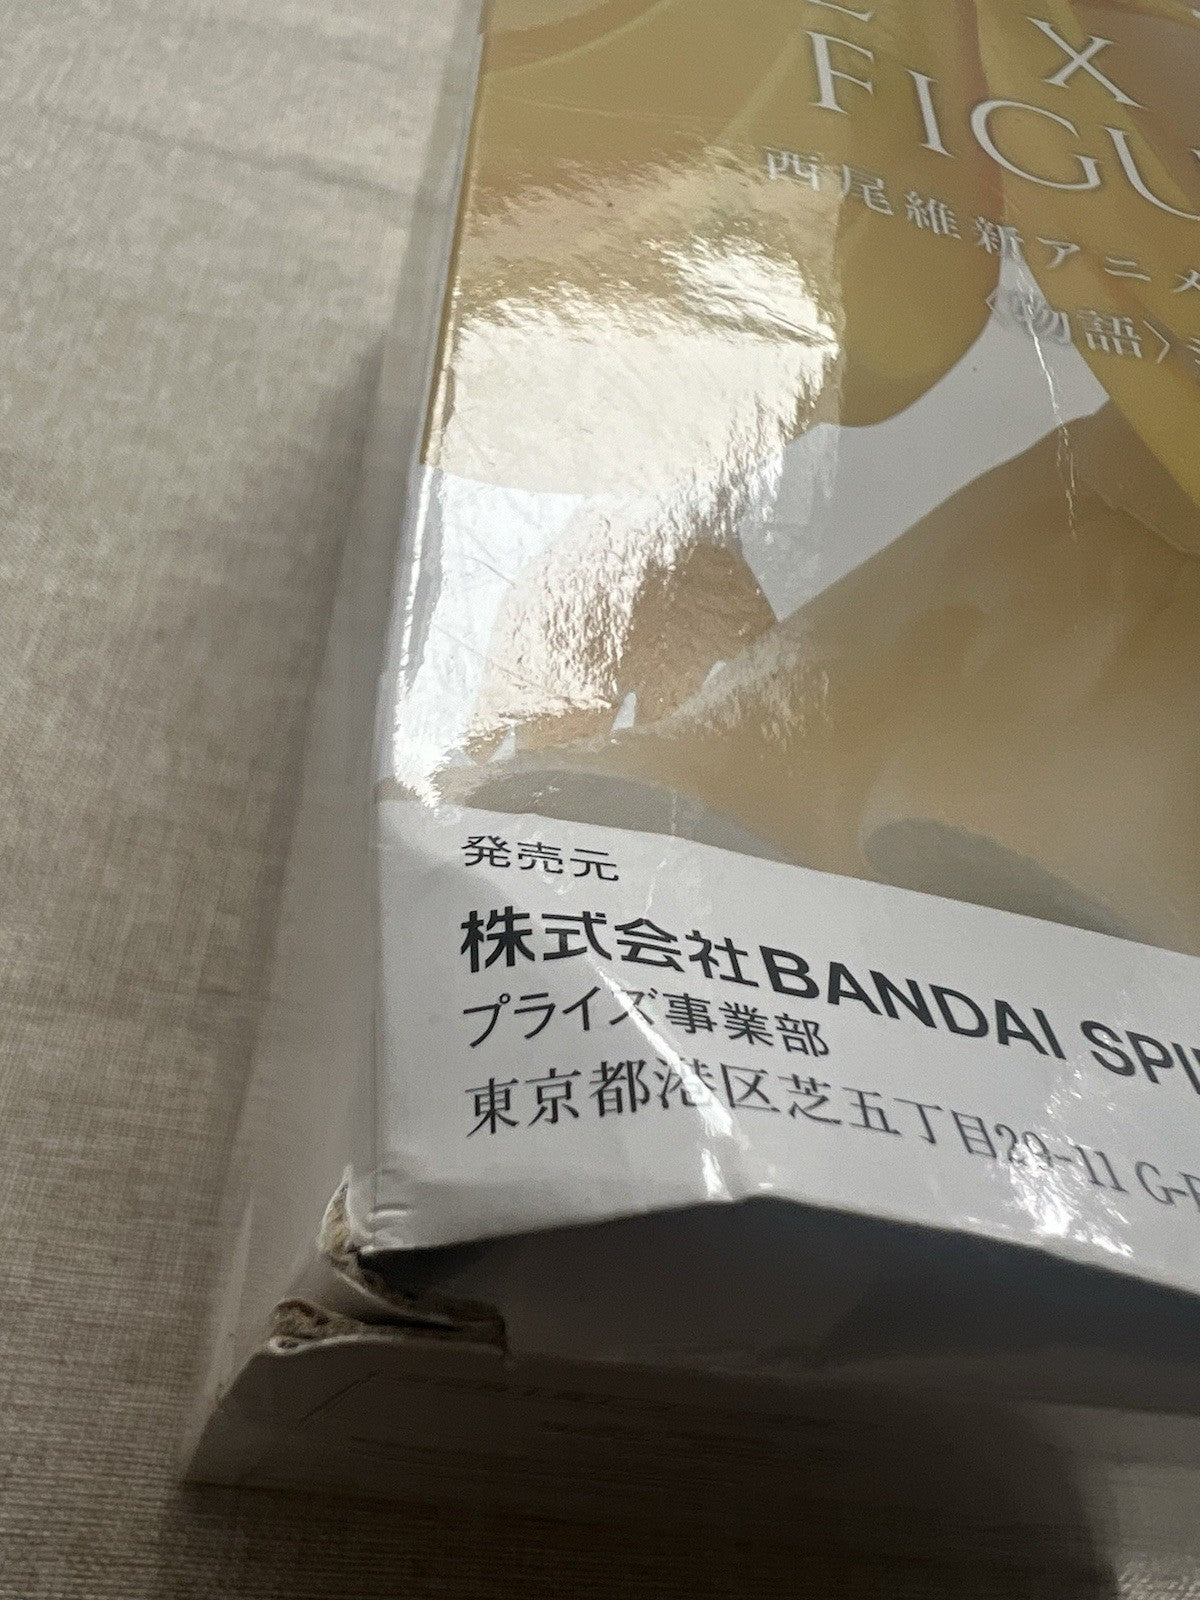 X
FIGU
西尾維新アニメ
〈物語〉
発売元
株式会社BANDAI SPI
プライズ事業部
東京都港区芝五丁目29-11 G-